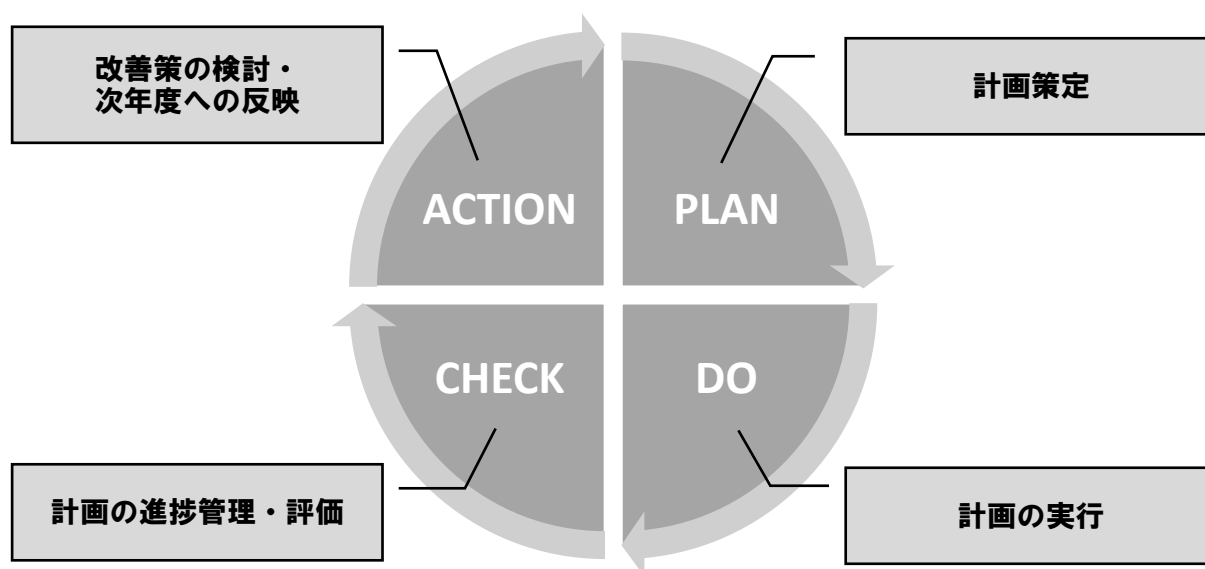 改善策の検討・
次年度への反映
計画策定
ACTION
PLAN
CHECK
DO
計画の進捗管理・評価
計画の実行